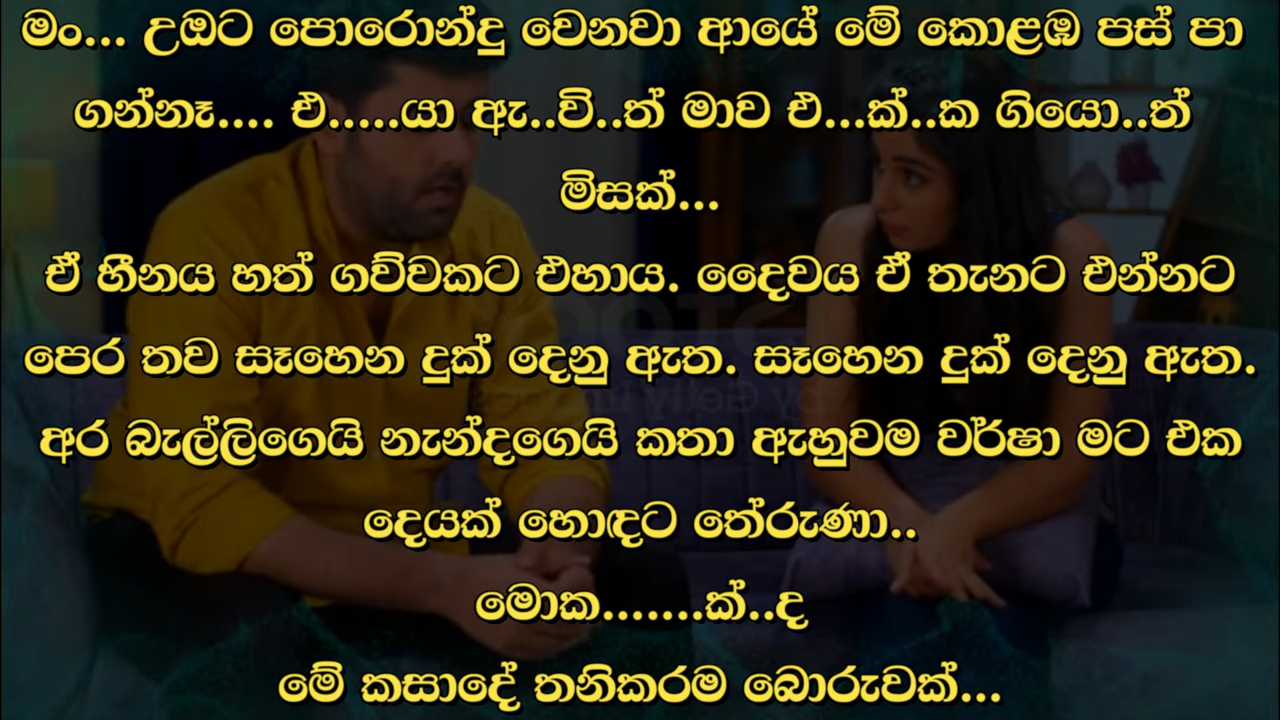 මං... උඹට පොරොන්දු වෙනවා ආයේ මේ කොළඹ පස් පා
ගන්නෑ.... එ.....යා ඇ..වි..ත් මාව එ...ක්..ක ගියො..ත්
මිසක්...
ඒ හීනය හත් ගව්වකට එහාය. දෛවය ඒ තැනට එන්නට
පෙර තව සෑහෙන දුක් දෙනු ඇත. සෑහෙන දුක් දෙනු ඇත.
අර බැල්ලිගෙයි නැන්දගෙයි කතා ඇහුවම වර්ෂා මට එක
දෙයක් හොඳට තේරුණා..
මොක.......ක්..ද
මේ කසාදේ තනිකරම බොරුවක්...